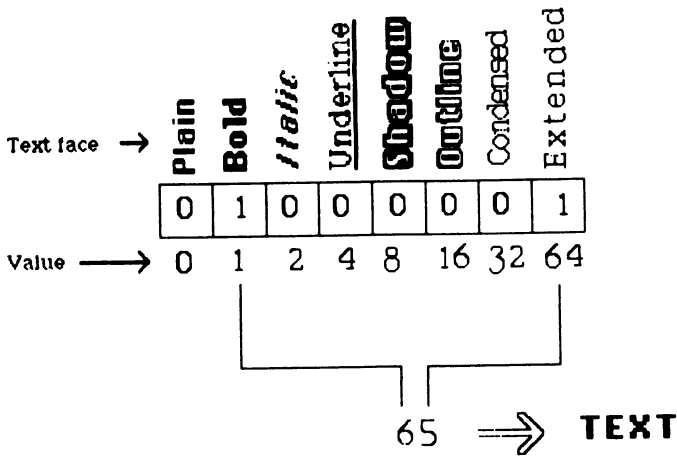 Plain Bold Italic Underline Shadow Outline Condensed Extended
Text face
0 1 0 0 0 0 0 1
Value 0 1 2 4 8 16 32 64
65 TEXT